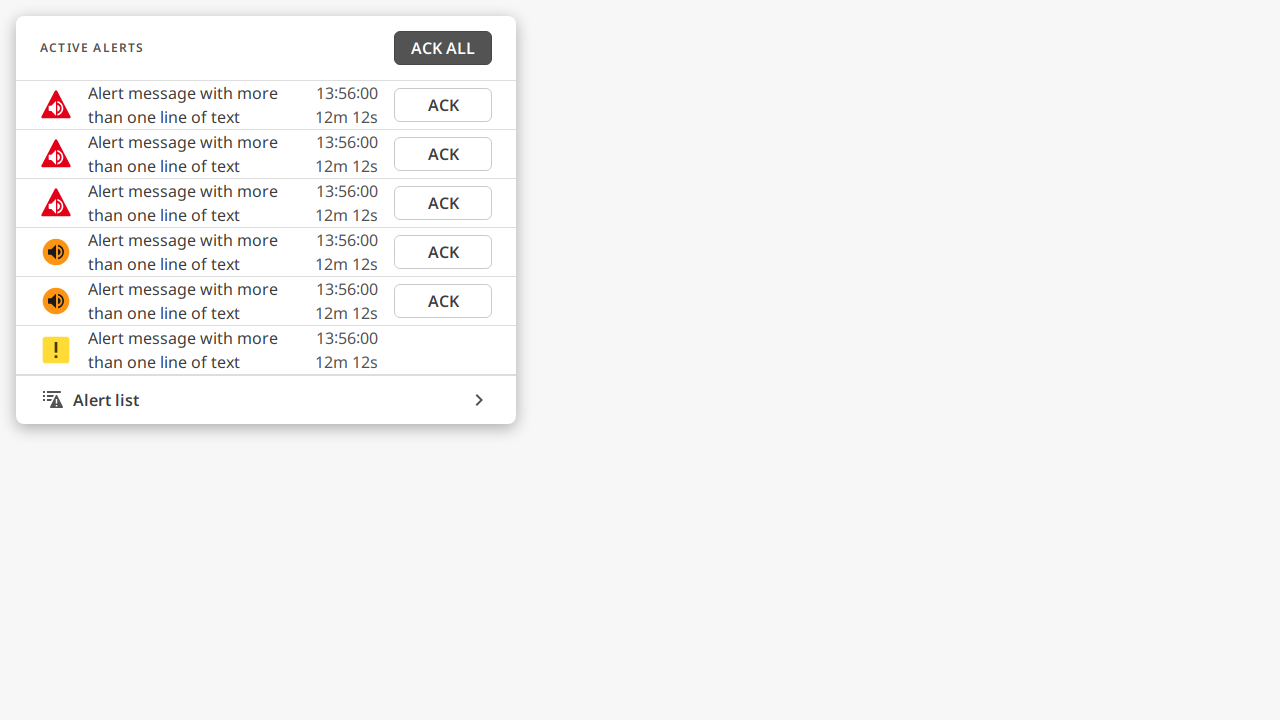 ACTIVE ALERTS
ACK ALL
Alert message with more
than one line of text
13:56:00
12m 12s
ACK
Alert message with more
than one line of text
13:56:00
12m 12s
ACK
Alert message with more
than one line of text
13:56:00
12m 12s
ACK
Alert message with more
than one line of text
13:56:00
12m 12s
ACK
Alert message with more
than one line of text
13:56:00
12m 12s
ACK
Alert message with more
than one line of text
13:56:00
12m 12s
Alert list